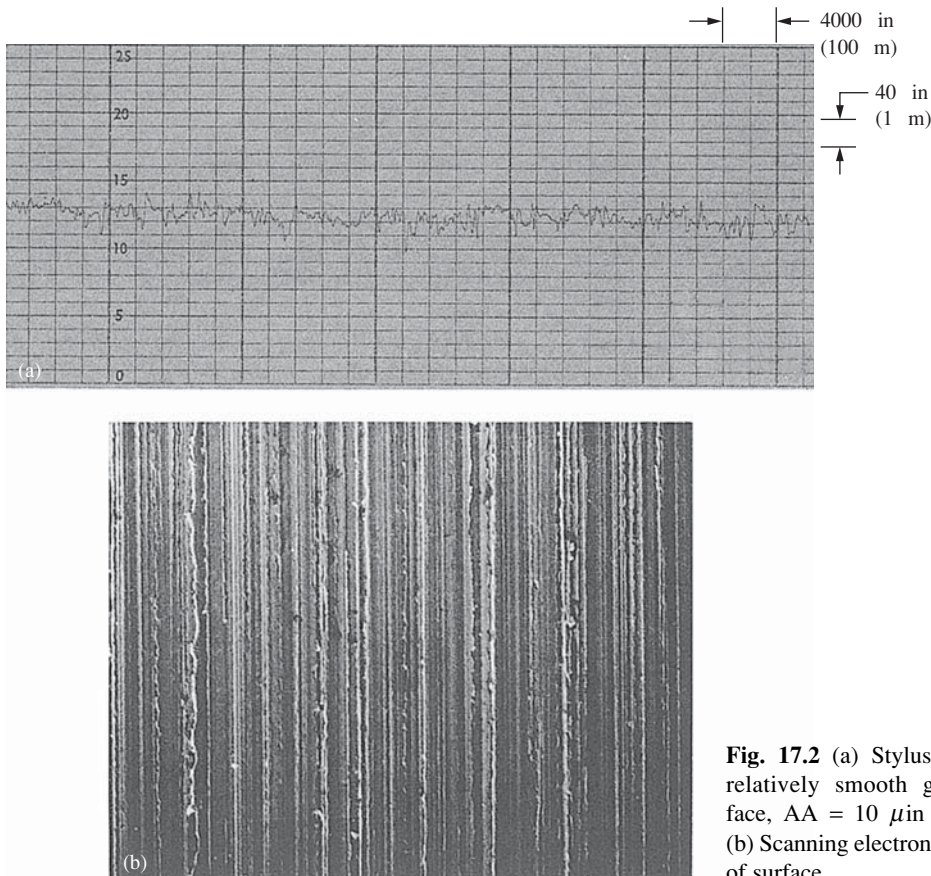 4000 in
(100 m)
40 in
(1 m)
25
20
15
10
5
0
(a)
(b)
Fig. 17.2 (a) Stylus
relatively smooth g
face, AA = 10 μin
(b) Scanning electron
of surface